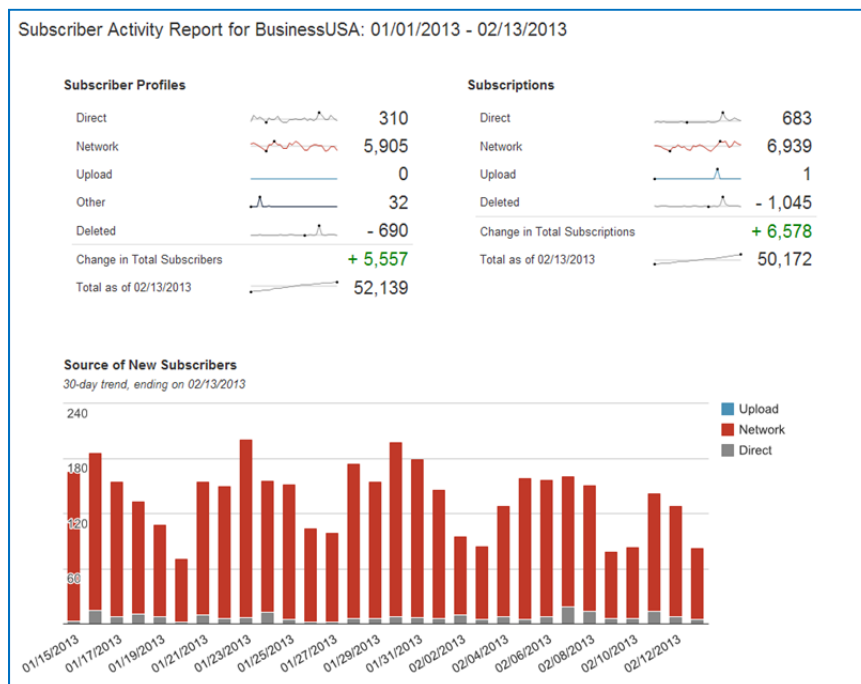 Subscriber Activity Report for BusinessUSA: 01/01/2013 - 02/13/2013
Subscriber Profiles
Direct 310
Network 5,905
Upload 0
Other 32
Deleted - 690
Change in Total Subscribers + 5,557
Total as of 02/13/2013 52,139
Subscriptions
Direct 683
Network 6,939
Upload 1
Deleted - 1,045
Change in Total Subscriptions + 6,578
Total as of 02/13/2013 50,172
Source of New Subscribers
30-day trend, ending on 02/13/2013
240
180
120
60
Upload
Network
Direct
01/15/2013 01/17/2013 01/19/2013 01/21/2013 01/23/2013 01/25/2013 01/27/2013 01/29/2013 01/31/2013 02/02/2013 02/04/2013 02/06/2013 02/08/2013 02/10/2013 02/12/2013